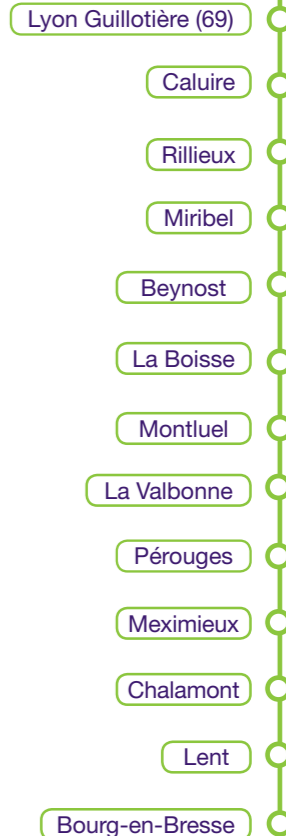 Lyon Guillotière (69)
Caluire
Rillieux
Miribel
Beynost
La Boisse
Montluel
La Valbonne
Pérouges
Meximieux
Chalamont
Lent
Bourg-en-Bresse